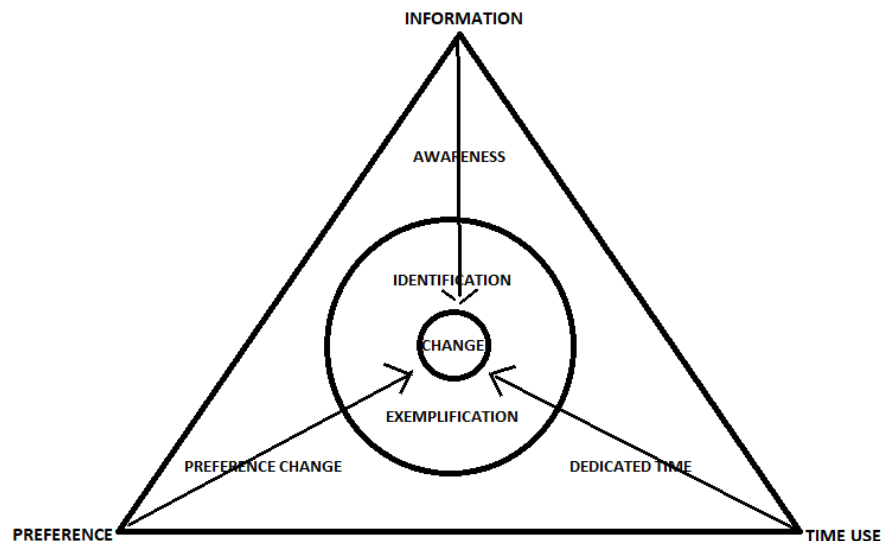 INFORMATION
AWARENESS
IDENTIFICATION
CHANGE
EXEMPLIFICATION
PREFERENCE CHANGE
DEDICATED TIME
PREFERENCE
TIME USE